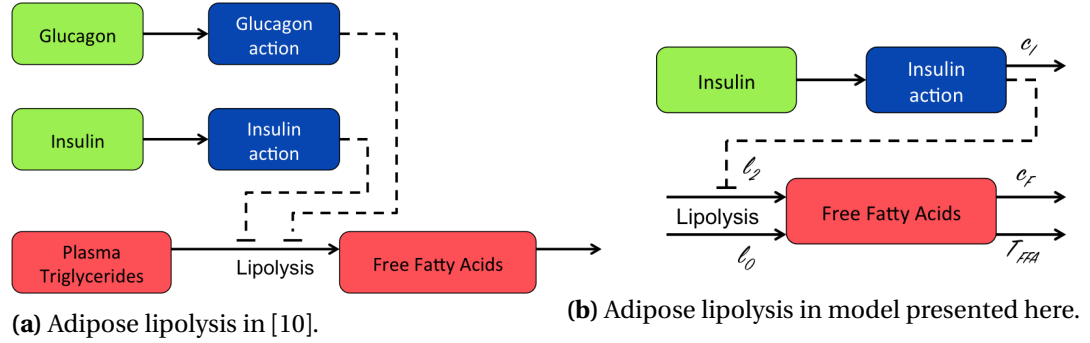 Glucagon
Glucagon
action
Insulin
Insulin
action
Plasma
Triglycerides
Lipolysis
Free Fatty Acids
(a) Adipose lipolysis in [10].
Insulin
Insulin
action
c_I
l_2
Lipolysis
l_0
Free Fatty Acids
c_F
T_FFA
(b) Adipose lipolysis in model presented here.